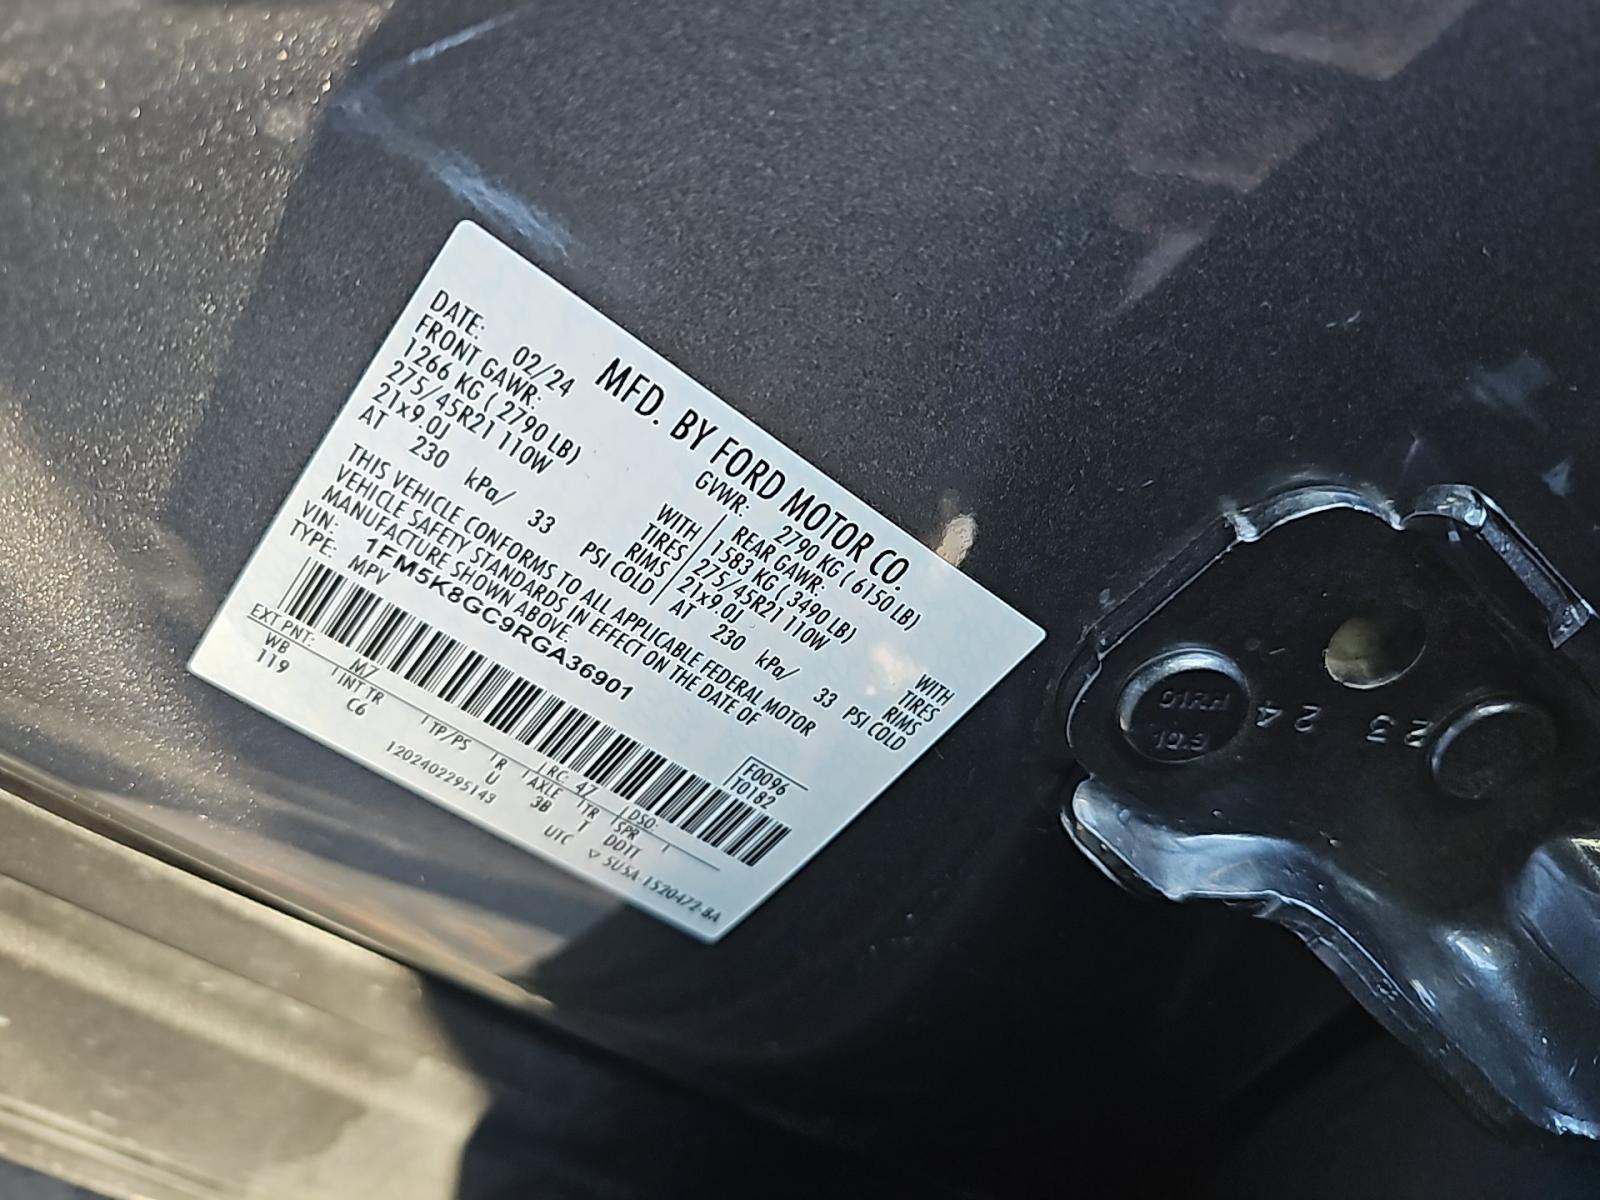 MFD. BY FORD MOTOR CO.
DATE: 02/24
GVWR: 2790 KG ( 6150 LB)
FRONT GAWR:
1266 KG ( 2790 LB)
WITH
275/45R21 110W
TIRES
21x9.0J
RIMS
AT 230 kPa/ 33 PSI COLD
REAR GAWR:
1583 KG ( 3490 LB)
WITH
275/45R21 110W
TIRES
21x9.0J
RIMS
AT 230 kPa/ 33 PSI COLD
THIS VEHICLE CONFORMS TO ALL APPLICABLE FEDERAL MOTOR
VEHICLE SAFETY STANDARDS IN EFFECT ON THE DATE OF
MANUFACTURE SHOWN ABOVE.
VIN: 1FM5K8GC9RGA36901
TYPE: MPV
F0096
T0182
EXT PNT: M7 RC: 47 DSO:
WB INT TR TP/PS R AXLE TR SPR
119 C6 U 3B T DDTT
UTC
1202402295143
5U5A-1520472-BA
24 23